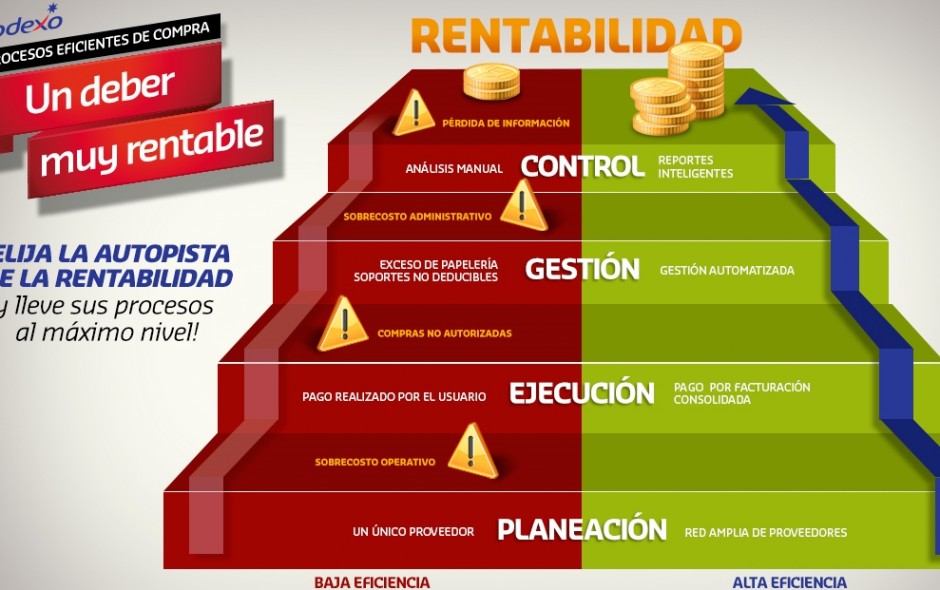 odexo
ROCESOS EFICIENTES DE COMPRA
Un deber
muy rentable
ELIJA LA AUTOPISTA
E LA RENTABILIDAD
y lleve sus procesos
al máximo nivel!
RENTABILIDAD
PÉRDIDA DE INFORMACIÓN
ANÁLISIS MANUAL CONTROL REPORTES
INTELIGENTES
SOBRECOSTO ADMINISTRATIVO
EXCESO DE PAPELERÍA
SOPORTES NO DEDUCIBLES
GESTIÓN GESTIÓN AUTOMATIZADA
COMPRAS NO AUTORIZADAS
PAGO REALIZADO POR EL USUARIO EJECUCIÓN PAGO POR FACTURACIÓN
CONSOLIDADA
SOBRECOSTO OPERATIVO
UN ÚNICO PROVEEDOR PLANEACIÓN RED AMPLIA DE PROVEEDORES
BAJA EFICIENCIA ALTA EFICIENCIA